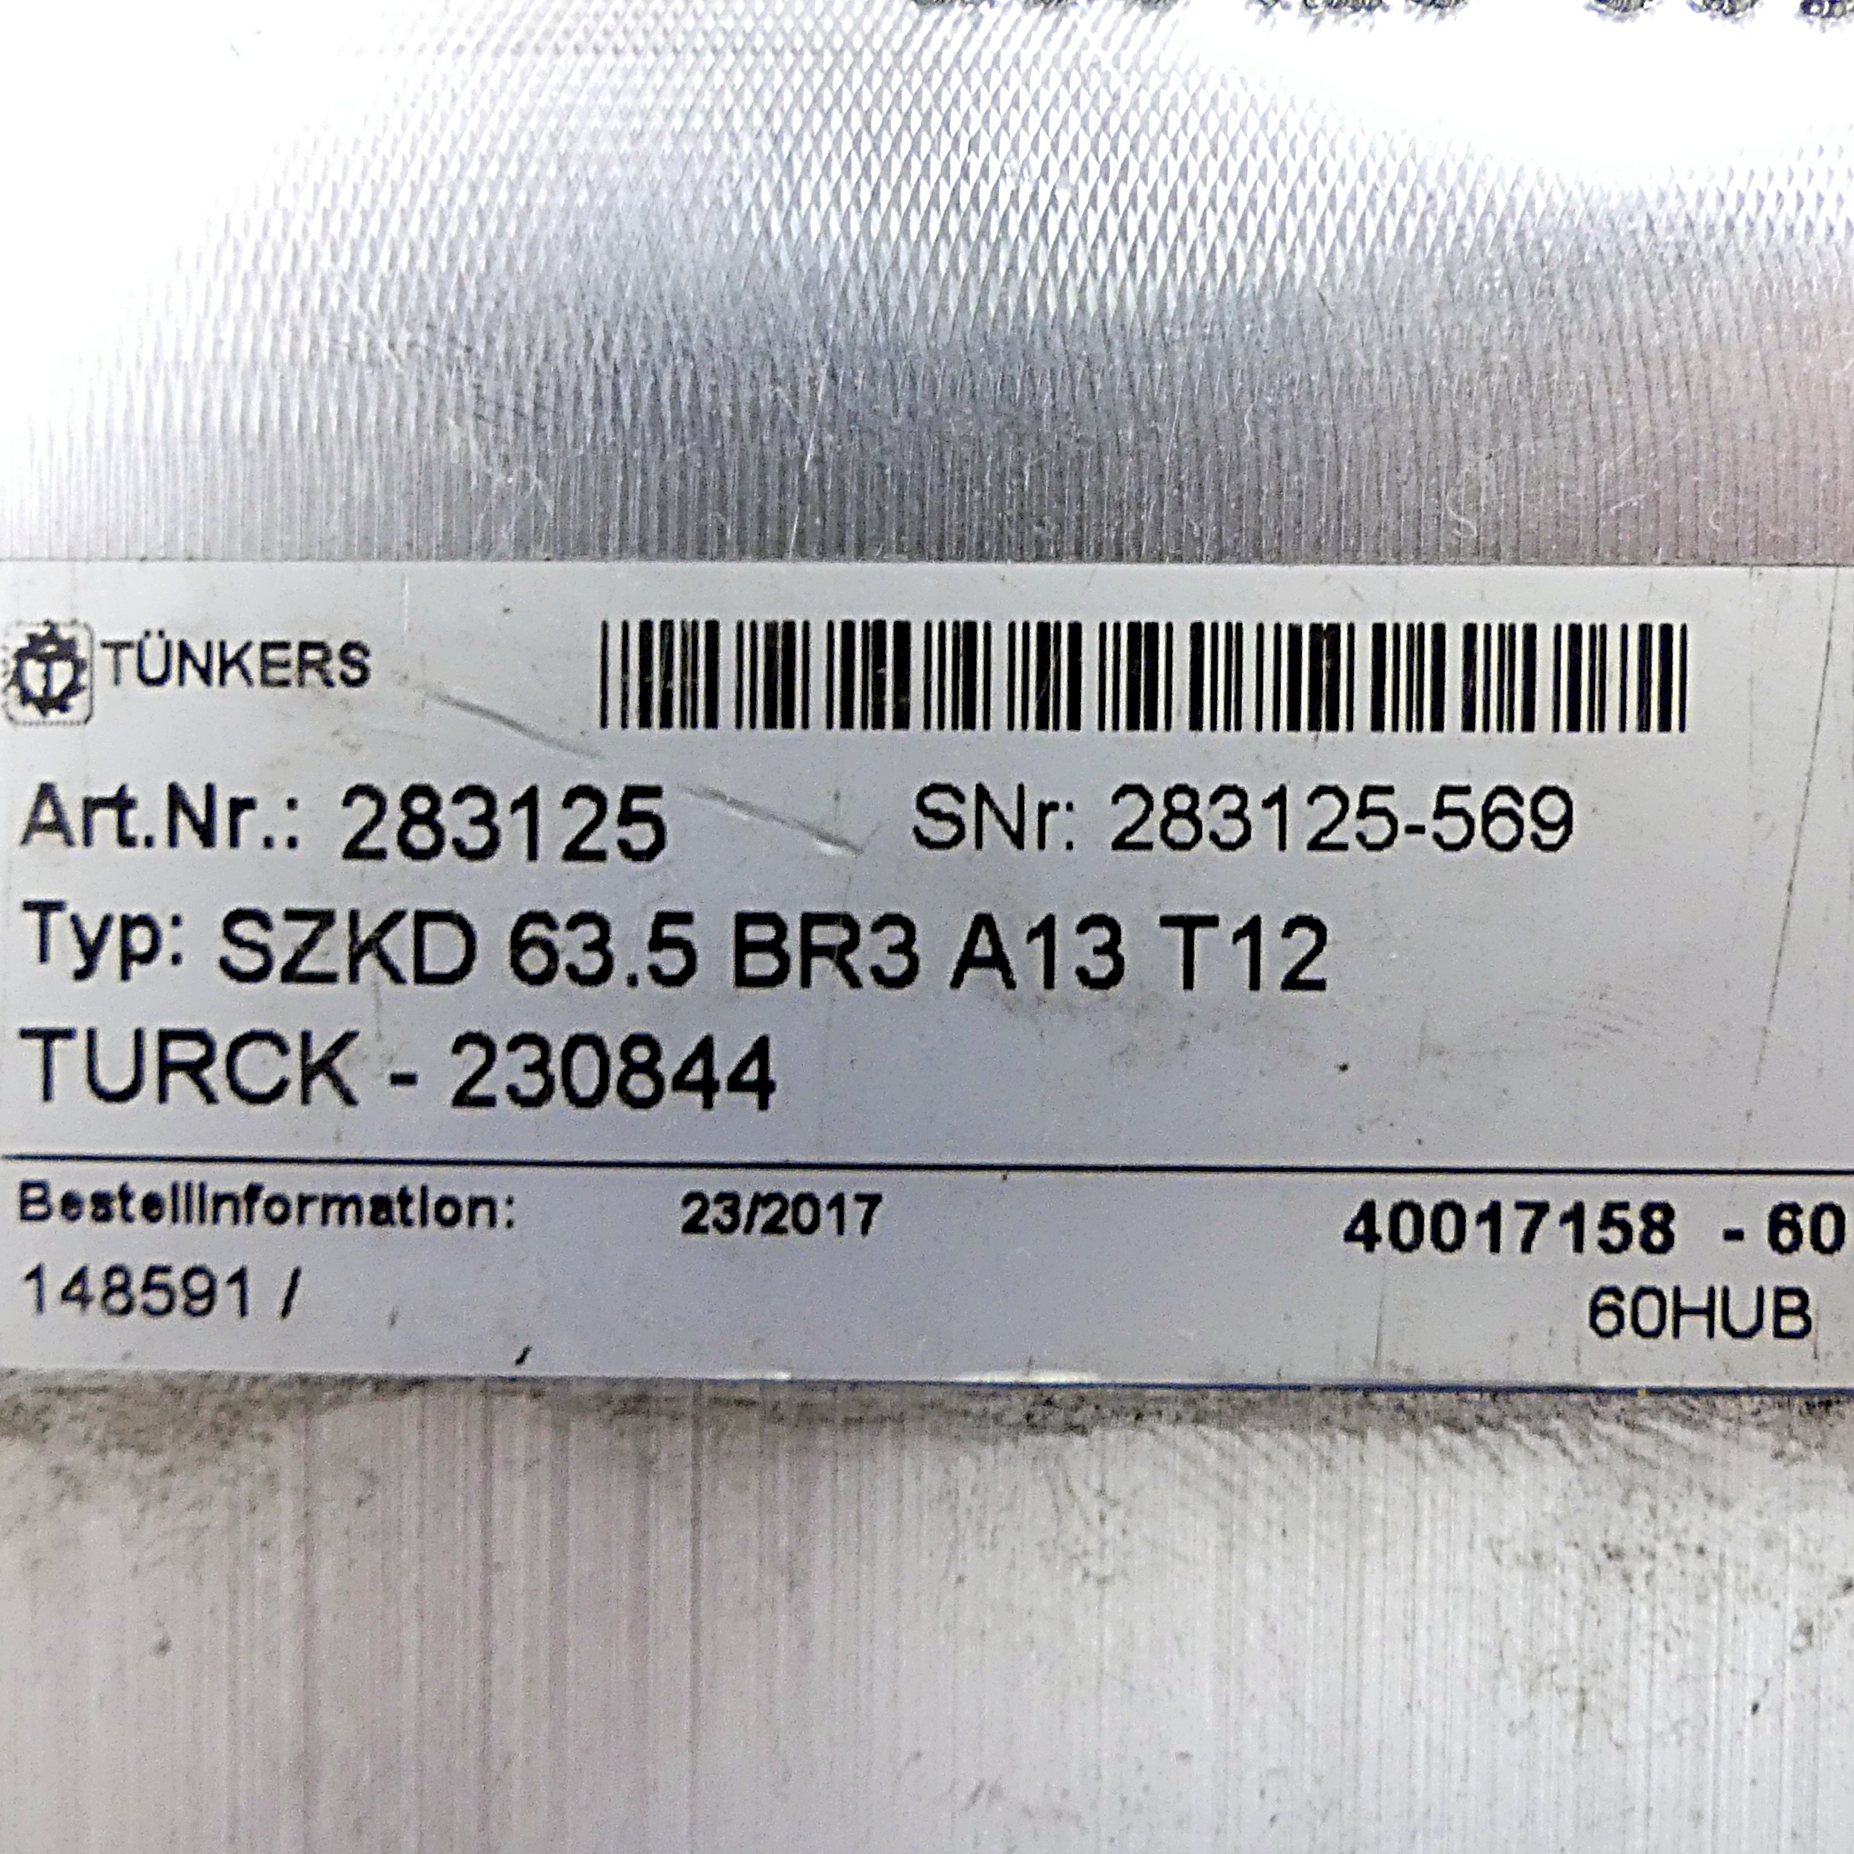 TÜNKERS
Art.Nr.: 283125 SNr: 283125-569
Typ: SZKD 63.5 BR3 A13 T12
TURCK - 230844
Bestellinformation: 23/2017 40017158 - 60
148591 / 60HUB